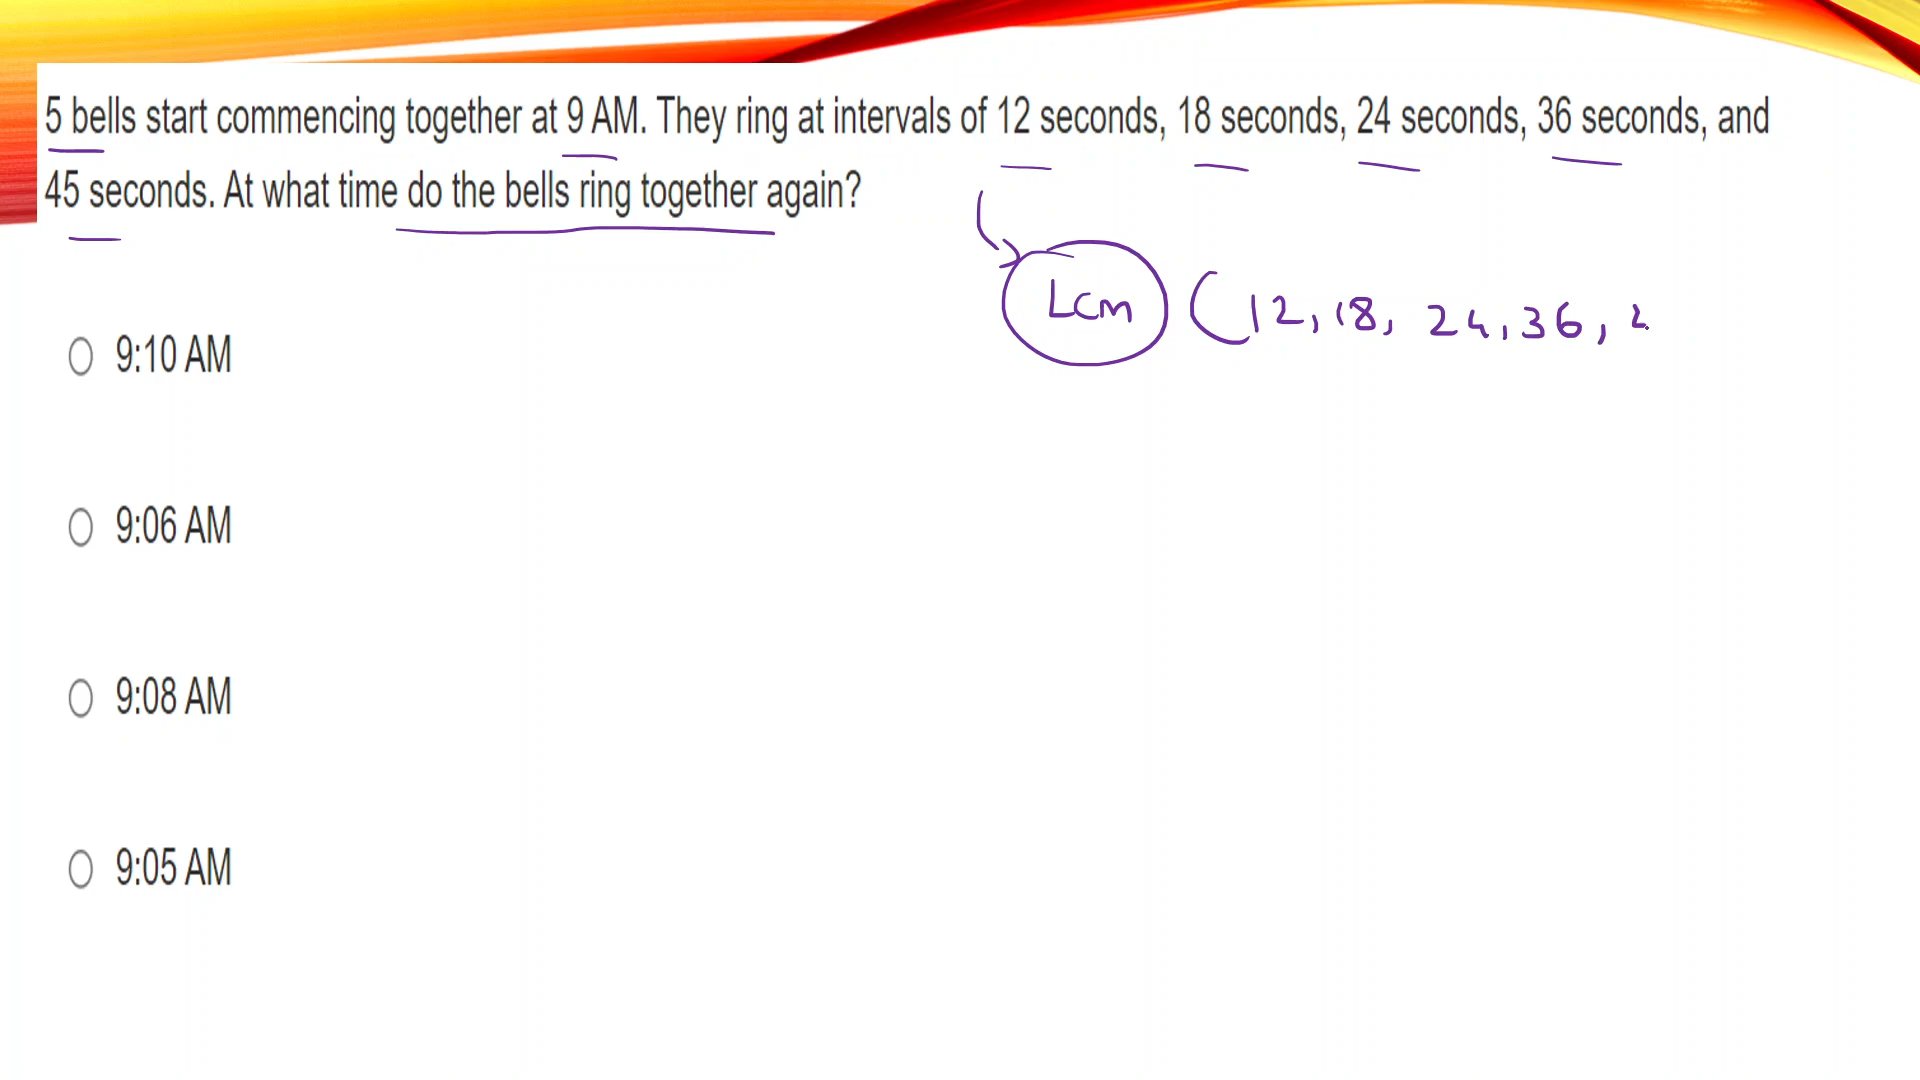 5 bells start commencing together at 9 AM. They ring at intervals of 12 seconds, 18 seconds, 24 seconds, 36 seconds, and
45 seconds. At what time do the bells ring together again?
Lcm (12, 18, 24, 36, 4
9:10 AM
9:06 AM
9:08 AM
9:05 AM